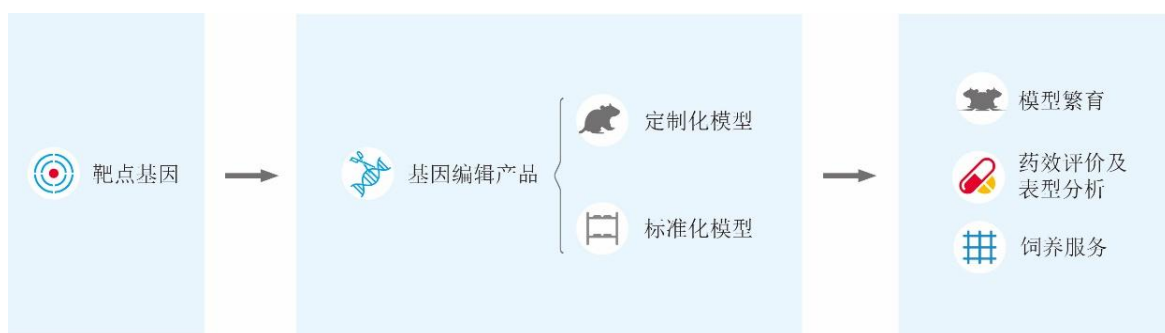 靶点基因
基因编辑产品
定制化模型
标准化模型
模型繁育
药效评价及
表型分析
饲养服务